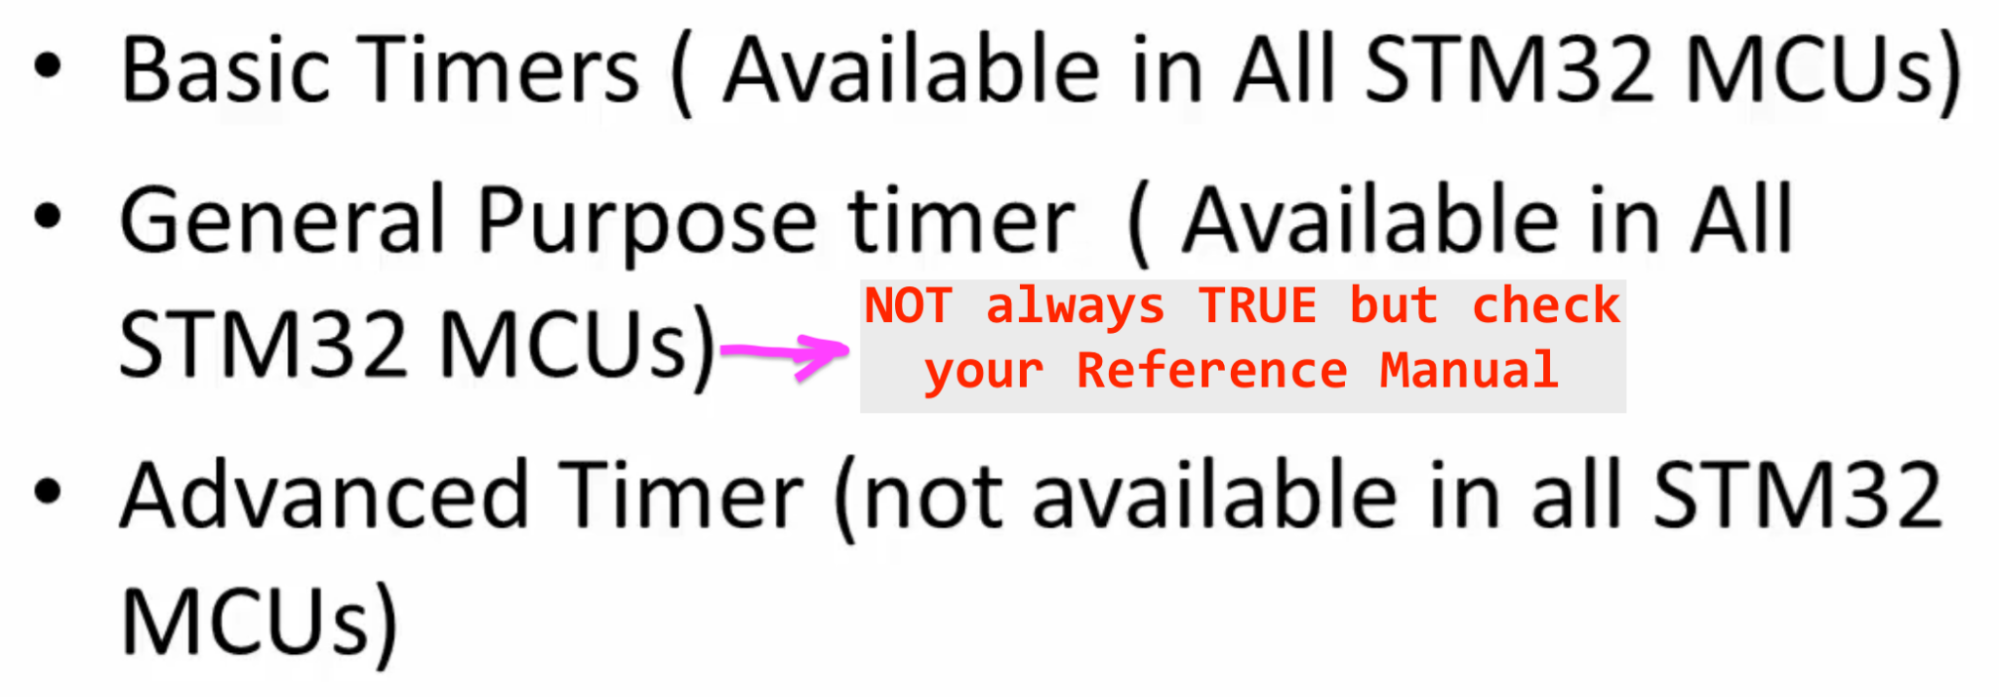 • Basic Timers ( Available in All STM32 MCUs)
• General Purpose timer ( Available in All
STM32 MCUs)
NOT always TRUE but check
your Reference Manual
• Advanced Timer (not available in all STM32
MCUs)